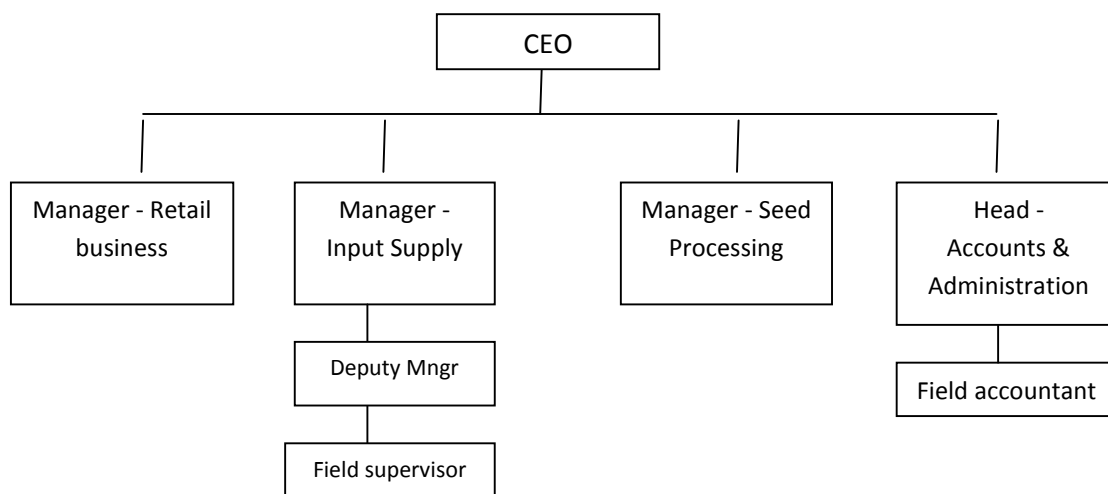 CEO
Manager - Retail
business
Manager -
Input Supply
Manager - Seed
Processing
Head -
Accounts &
Administration
Deputy Mngr
Field accountant
Field supervisor